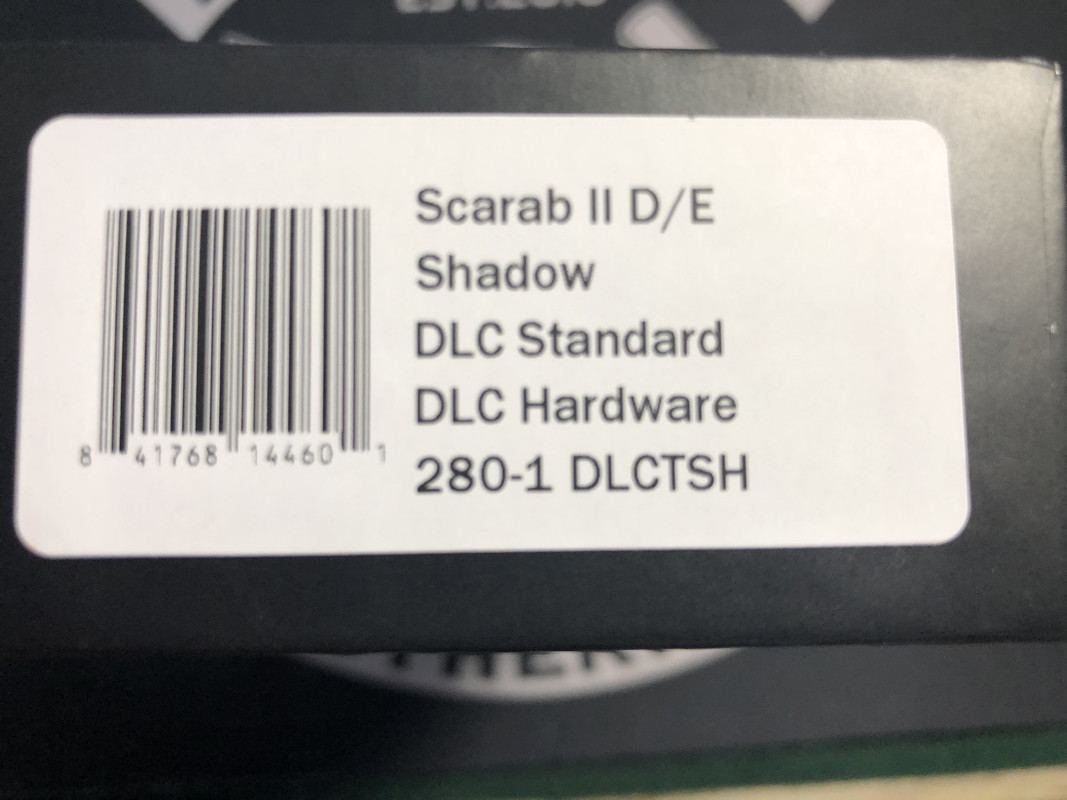 Scarab II D/E
Shadow
DLC Standard
DLC Hardware
280-1 DLCTSH
8 41768 14460 1